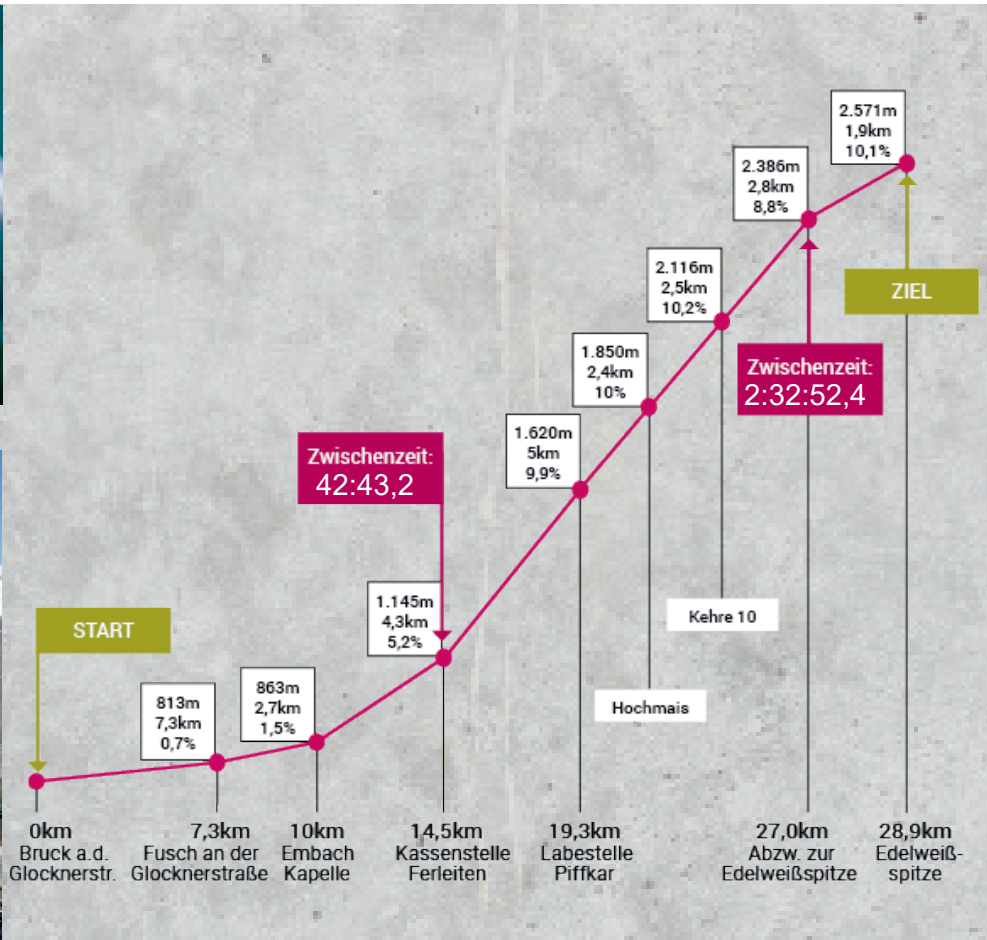 2.571m
1,9km
10,1%
2.386m
2,8km
8,8%
2.116m
2,5km
10,2%
ZIEL
1.850m
2,4km
10%
Zwischenzeit:
2:32:52,4
1.620m
5km
9,9%
Zwischenzeit:
42:43,2
1.145m
4,3km
5,2%
START
Kehre 10
863m
2,7km
1,5%
813m
7,3km
0,7%
Hochmais
0km
Bruck a.d.
Glocknerstr.
7,3km
Fusch an der
Glocknerstraße
10km
Embach
Kapelle
14,5km
Kassenstelle
Ferleiten
19,3km
Labestelle
Piffkar
27,0km
Abzw. zur
Edelweißspitze
28,9km
Edelweiß-
spitze